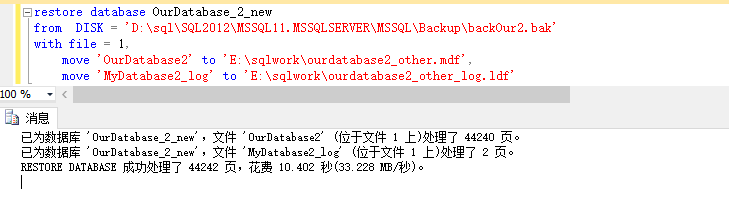 restore database OurDatabase_2_new
from  DISK = 'D:\sql\SQL2012\MSSQL11.MSSQLSERVER\MSSQL\Backup\backOur2.bak'
with file = 1,
    move 'OurDatabase2' to 'E:\sqlwork\ourdatabase2_other.mdf',
    move 'MyDatabase2_log' to 'E:\sqlwork\ourdatabase2_other_log.ldf'
100 %
消息
已为数据库 'OurDatabase_2_new'，文件 'OurDatabase2' (位于文件 1 上)处理了 44240 页。
已为数据库 'OurDatabase_2_new'，文件 'MyDatabase2_log' (位于文件 1 上)处理了 2 页。
RESTORE DATABASE 成功处理了 44242 页，花费 10.402 秒(33.228 MB/秒)。